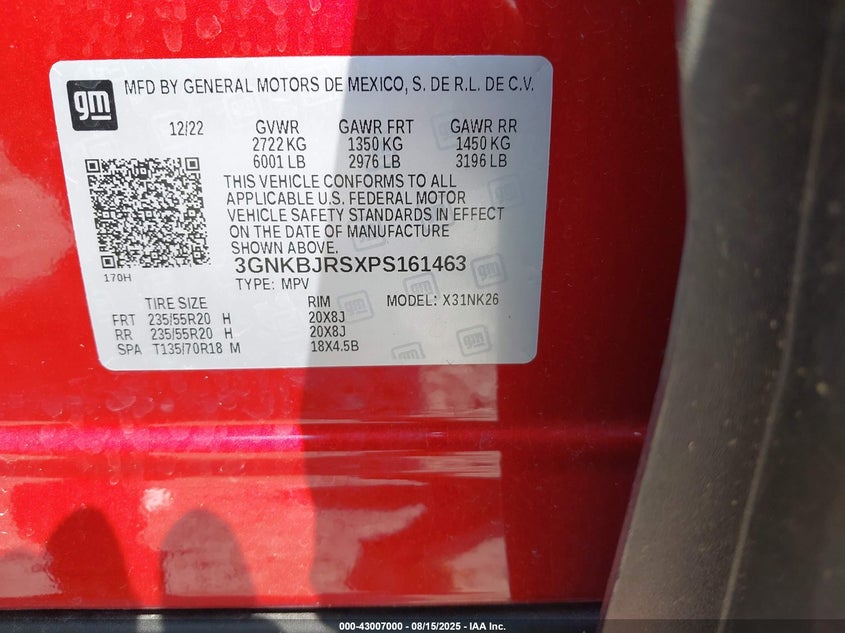 gm
MFD BY GENERAL MOTORS DE MEXICO, S. DE R.L. DE C.V.
12/22 GVWR GAWR FRT GAWR RR
2722 KG 1350 KG 1450 KG
6001 LB 2976 LB 3196 LB
THIS VEHICLE CONFORMS TO ALL
APPLICABLE U.S. FEDERAL MOTOR
VEHICLE SAFETY STANDARDS IN EFFECT
ON THE DATE OF MANUFACTURE
SHOWN ABOVE.
3GNKBJRSXPS161463
170H
TYPE: MPV
TIRE SIZE RIM MODEL: X31NK26
FRT 235/55R20 H 20X8J
RR 235/55R20 H 20X8J
SPA T135/70R18 M 18X4.5B
gm
000-43007000 - 08/15/2025 - IAA Inc.